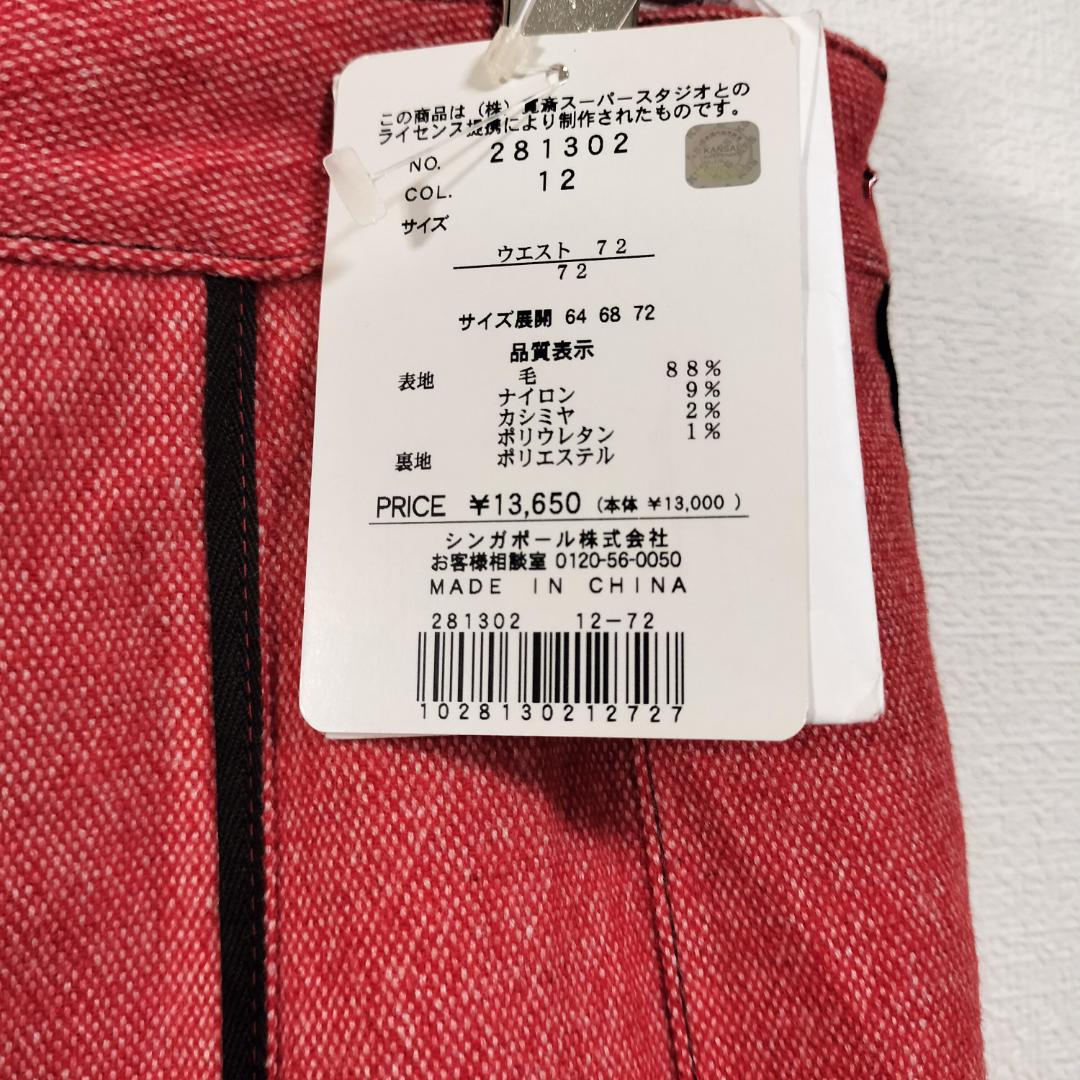 この商品は（株）寛斎スーパースタジオとの
ライセンス提携により制作されたものです。
NO. 281302
COL. 12
サイズ
ウエスト 72
72
サイズ展開 64 68 72
品質表示
表地 毛 88%
ナイロン 9%
カシミヤ 2%
ポリウレタン 1%
裏地 ポリエステル
PRICE ¥13,650 (本体 ¥13,000 )
シンガポール株式会社
お客様相談室 0120-56-0050
MADE IN CHINA
281302 12-72
1028130212727
KANSAI